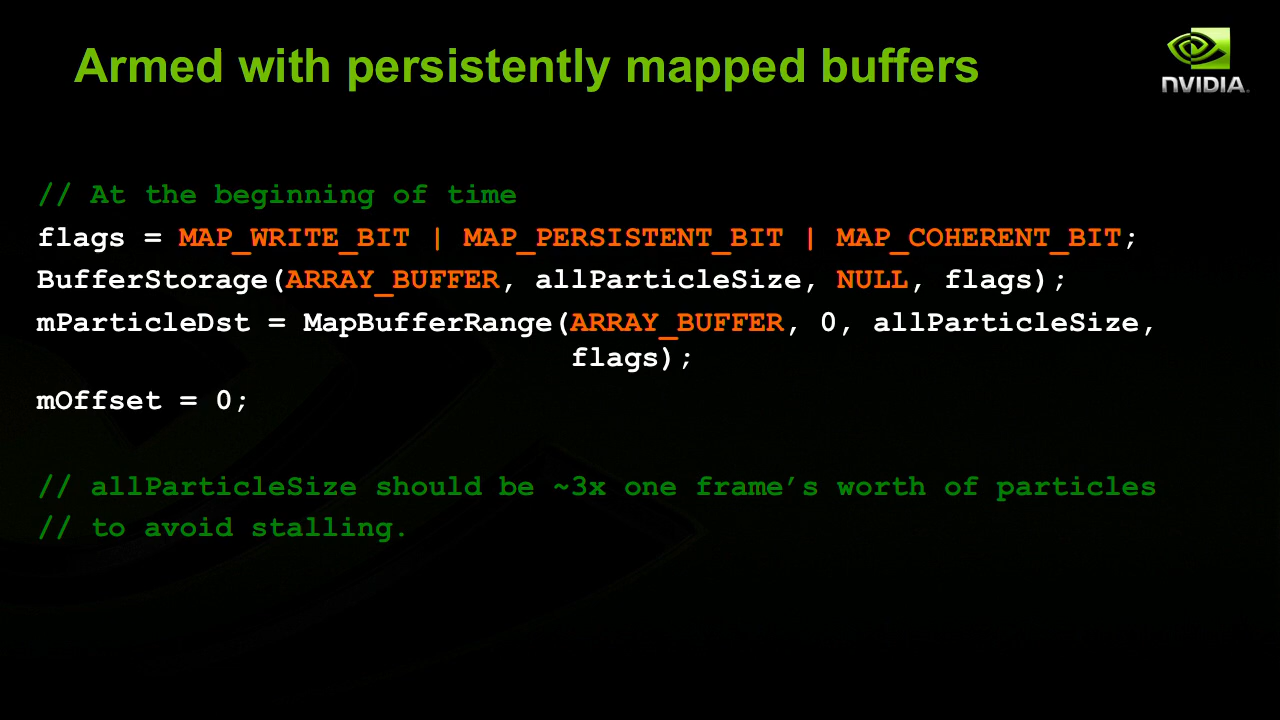 Armed with persistently mapped buffers
NVIDIA
// At the beginning of time
flags = MAP_WRITE_BIT | MAP_PERSISTENT_BIT | MAP_COHERENT_BIT;
BufferStorage(ARRAY_BUFFER, allParticleSize, NULL, flags);
mParticleDst = MapBufferRange(ARRAY_BUFFER, 0, allParticleSize,
flags);
mOffset = 0;
// allParticleSize should be ~3x one frame’s worth of particles
// to avoid stalling.